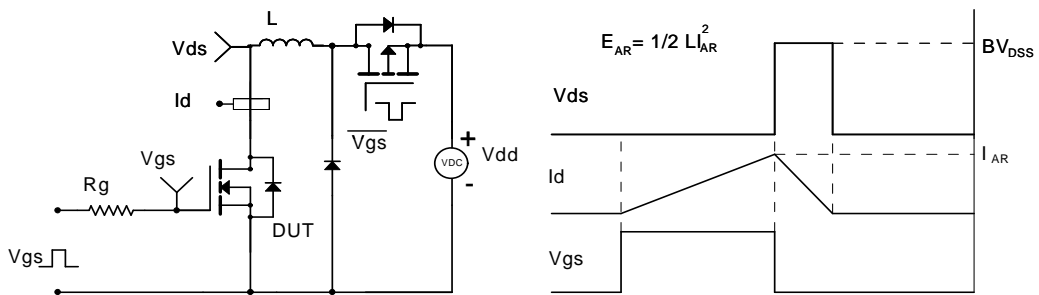 L
Vds
Id
Vgs
Vgs
+
VDC
Vdd
-
Rg
Vgs
DUT
E_AR = 1/2 LI_AR^2
BV_DSS
Vds
I_AR
Id
Vgs